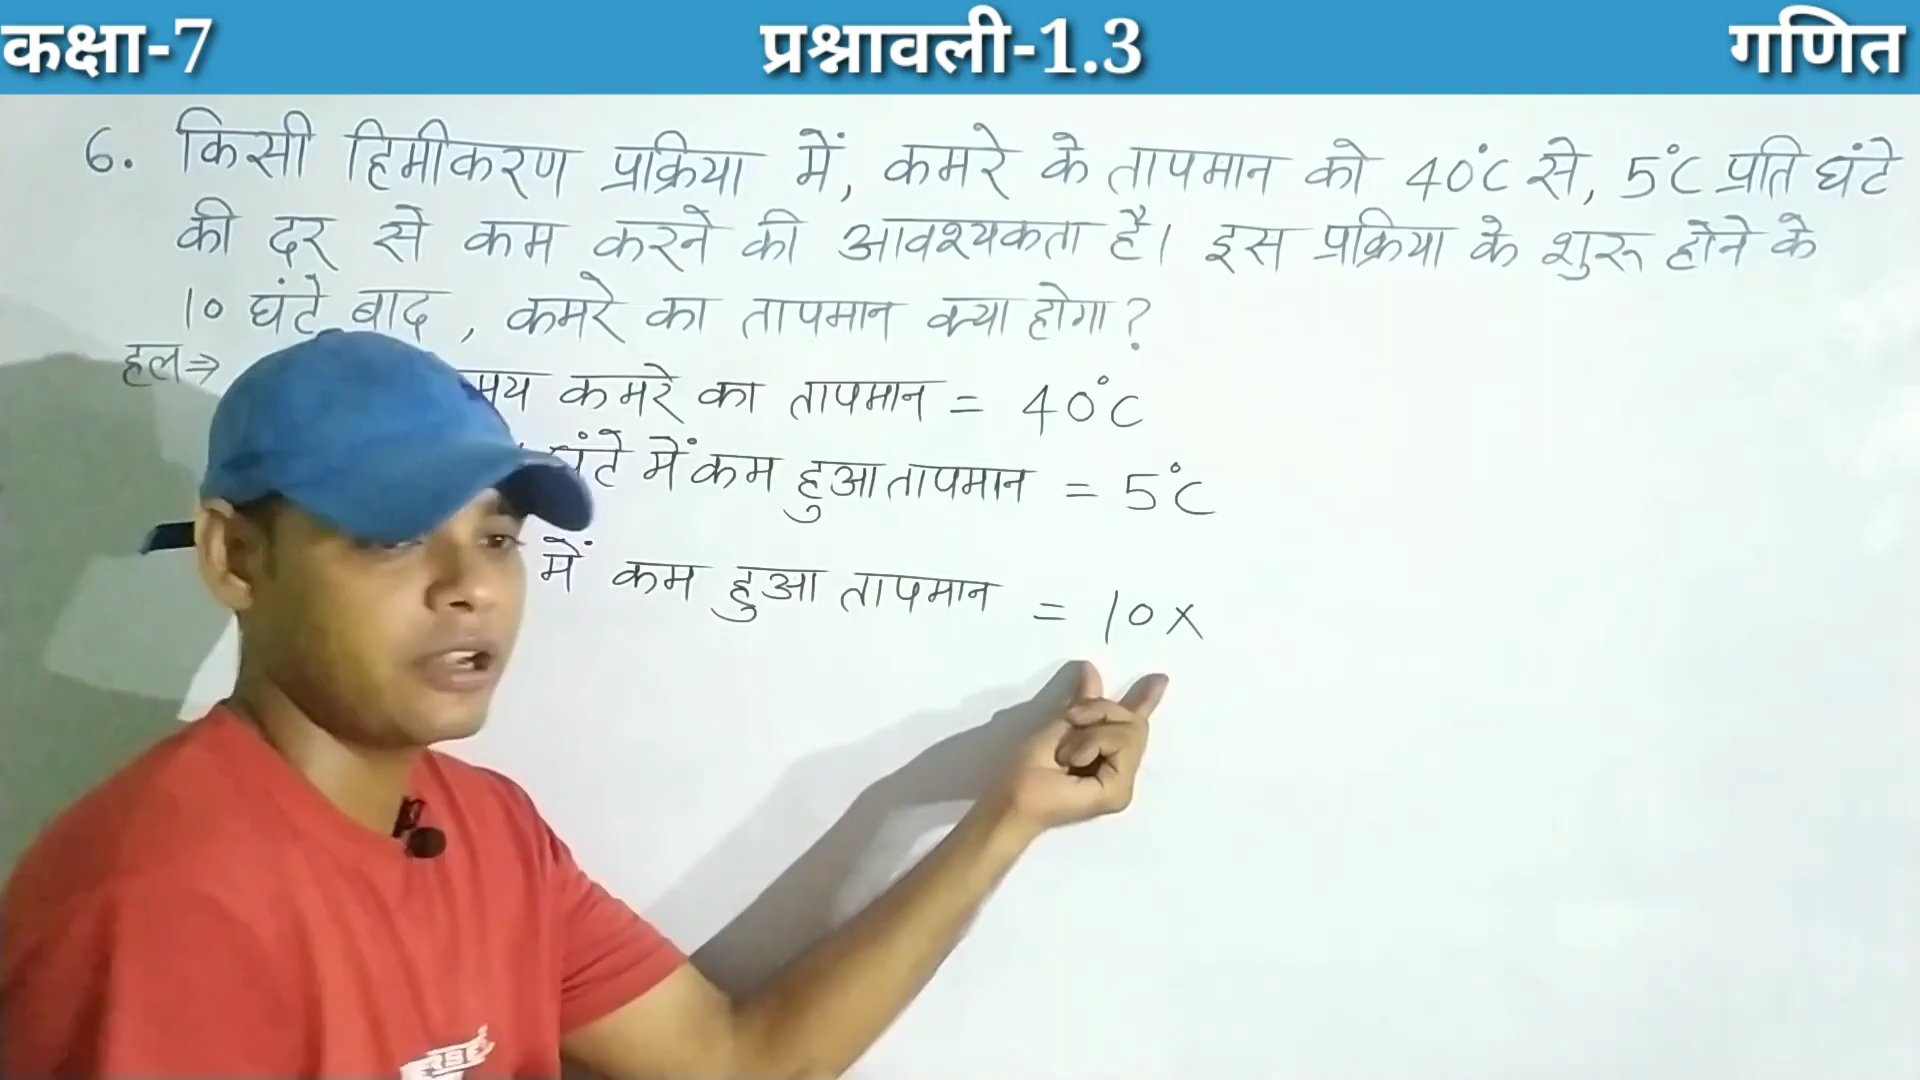 कक्षा-7 प्रश्नावली-1.3 गणित
6. किसी हिमीकरण प्रक्रिया में, कमरे के तापमान को 40°C से, 5°C प्रति घंटे
की दर से कम करने की आवश्यकता है। इस प्रक्रिया के शुरू होने के
10 घंटे बाद, कमरे का तापमान क्या होगा?
हल⇒ कमरे का तापमान = 40°C
घंटे में कम हुआ तापमान = 5°C
में कम हुआ तापमान = 10×